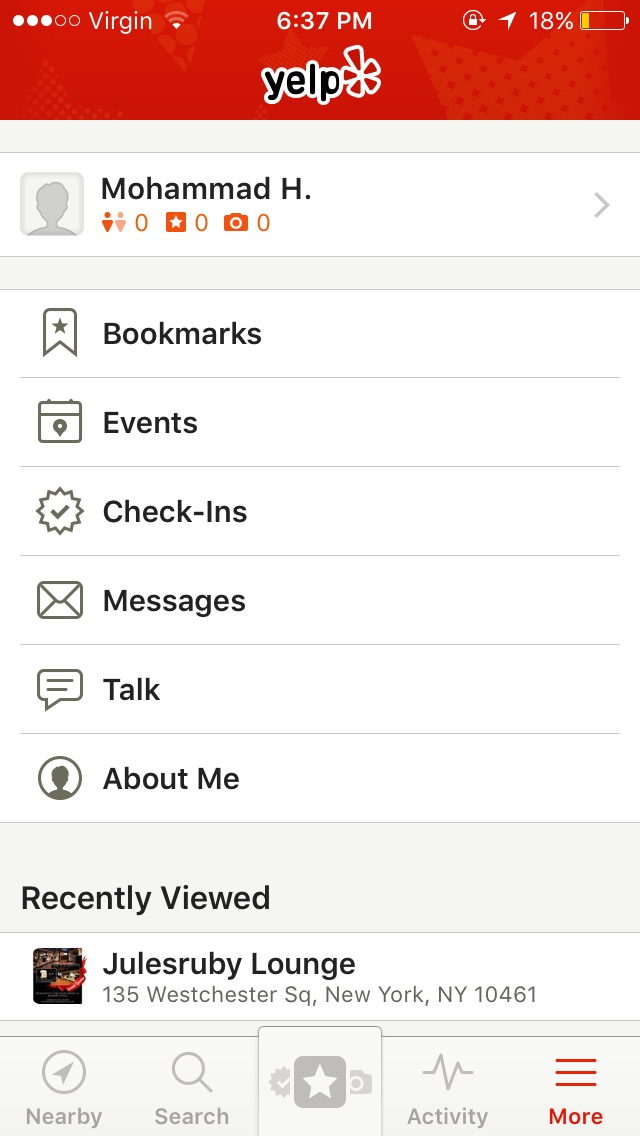 Virgin 6:37 PM 18%
yelp
Mohammad H.
0 0 0
Bookmarks
Events
Check-Ins
Messages
Talk
About Me
Recently Viewed
Julesruby Lounge
135 Westchester Sq, New York, NY 10461
Nearby Search Activity More